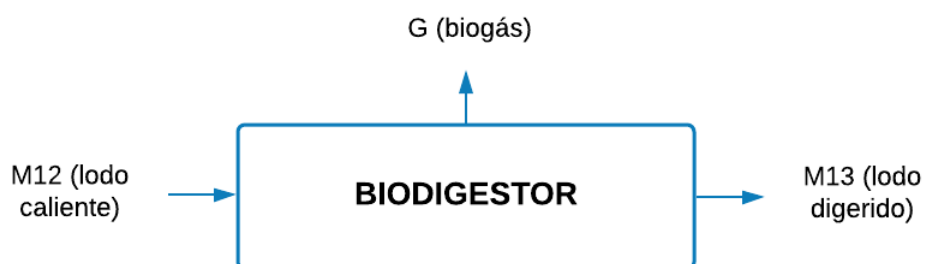 G (biogás)
M12 (lodo
caliente)
BIODIGESTOR
M13 (lodo
digerido)